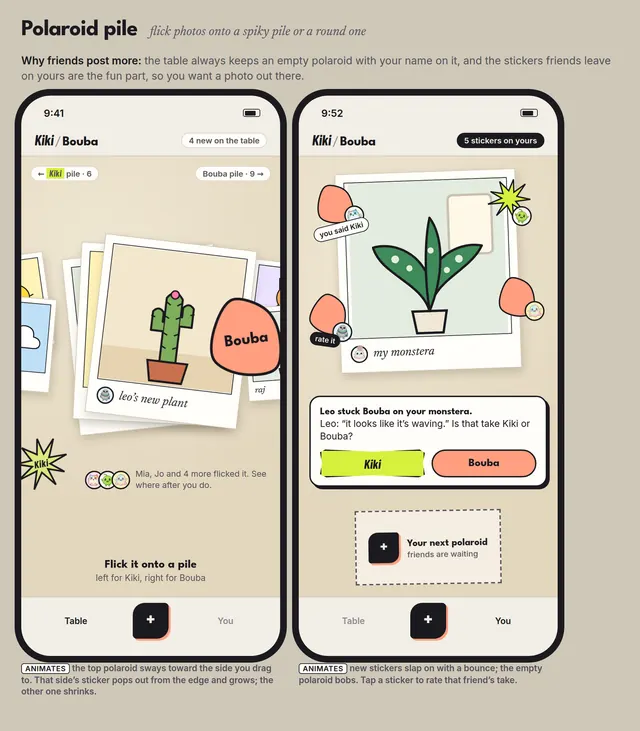 Polaroid pile flick photos onto a spiky pile or a round one
Why friends post more: the table always keeps an empty polaroid with your name on it, and the stickers friends leave
on yours are the fun part, so you want a photo out there.
9:41
Kiki / Bouba
4 new on the table
← Kiki pile · 6
Bouba pile · 9 →
Bouba
leo's new plant
raj
Kiki
Mia, Jo and 4 more flicked it. See
where after you do.
Flick it onto a pile
left for Kiki, right for Bouba
Table
+
You
ANIMATES the top polaroid sways toward the side you drag
to. That side's sticker pops out from the edge and grows; the
other one shrinks.
9:52
Kiki / Bouba
5 stickers on yours
you said Kiki
rate it
my monstera
Leo stuck Bouba on your monstera.
Leo: “it looks like it’s waving.” Is that take Kiki or
Bouba?
Kiki
Bouba
+
Your next polaroid
friends are waiting
Table
+
You
ANIMATES new stickers slap on with a bounce; the empty
polaroid bobs. Tap a sticker to rate that friend’s take.